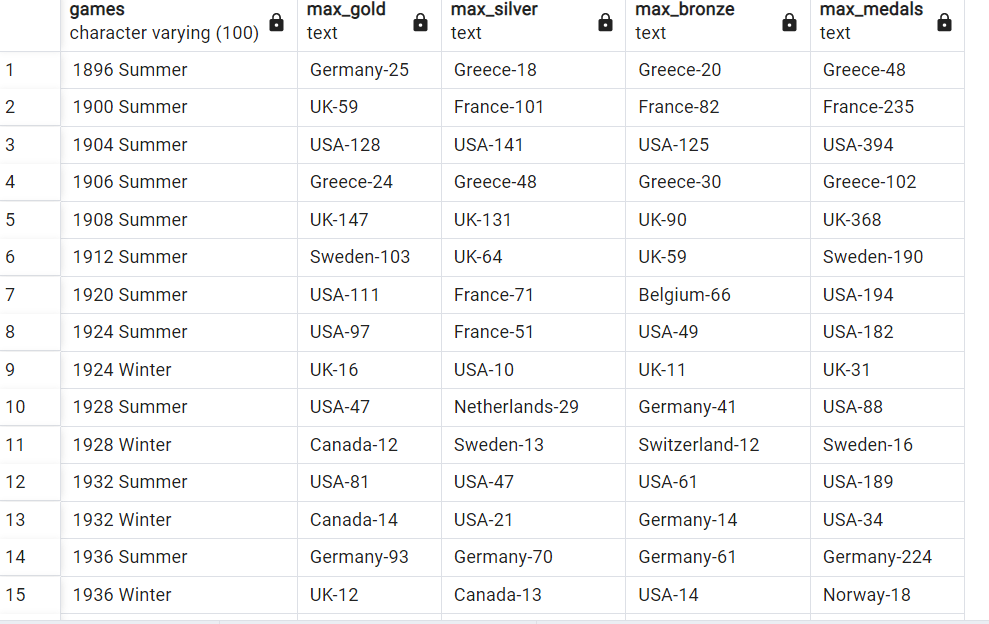 games max_gold max_silver max_bronze max_medals
character varying (100) text text text text
1 1896 Summer Germany-25 Greece-18 Greece-20 Greece-48
2 1900 Summer UK-59 France-101 France-82 France-235
3 1904 Summer USA-128 USA-141 USA-125 USA-394
4 1906 Summer Greece-24 Greece-48 Greece-30 Greece-102
5 1908 Summer UK-147 UK-131 UK-90 UK-368
6 1912 Summer Sweden-103 UK-64 UK-59 Sweden-190
7 1920 Summer USA-111 France-71 Belgium-66 USA-194
8 1924 Summer USA-97 France-51 USA-49 USA-182
9 1924 Winter UK-16 USA-10 UK-11 UK-31
10 1928 Summer USA-47 Netherlands-29 Germany-41 USA-88
11 1928 Winter Canada-12 Sweden-13 Switzerland-12 Sweden-16
12 1932 Summer USA-81 USA-47 USA-61 USA-189
13 1932 Winter Canada-14 USA-21 Germany-14 USA-34
14 1936 Summer Germany-93 Germany-70 Germany-61 Germany-224
15 1936 Winter UK-12 Canada-13 USA-14 Norway-18